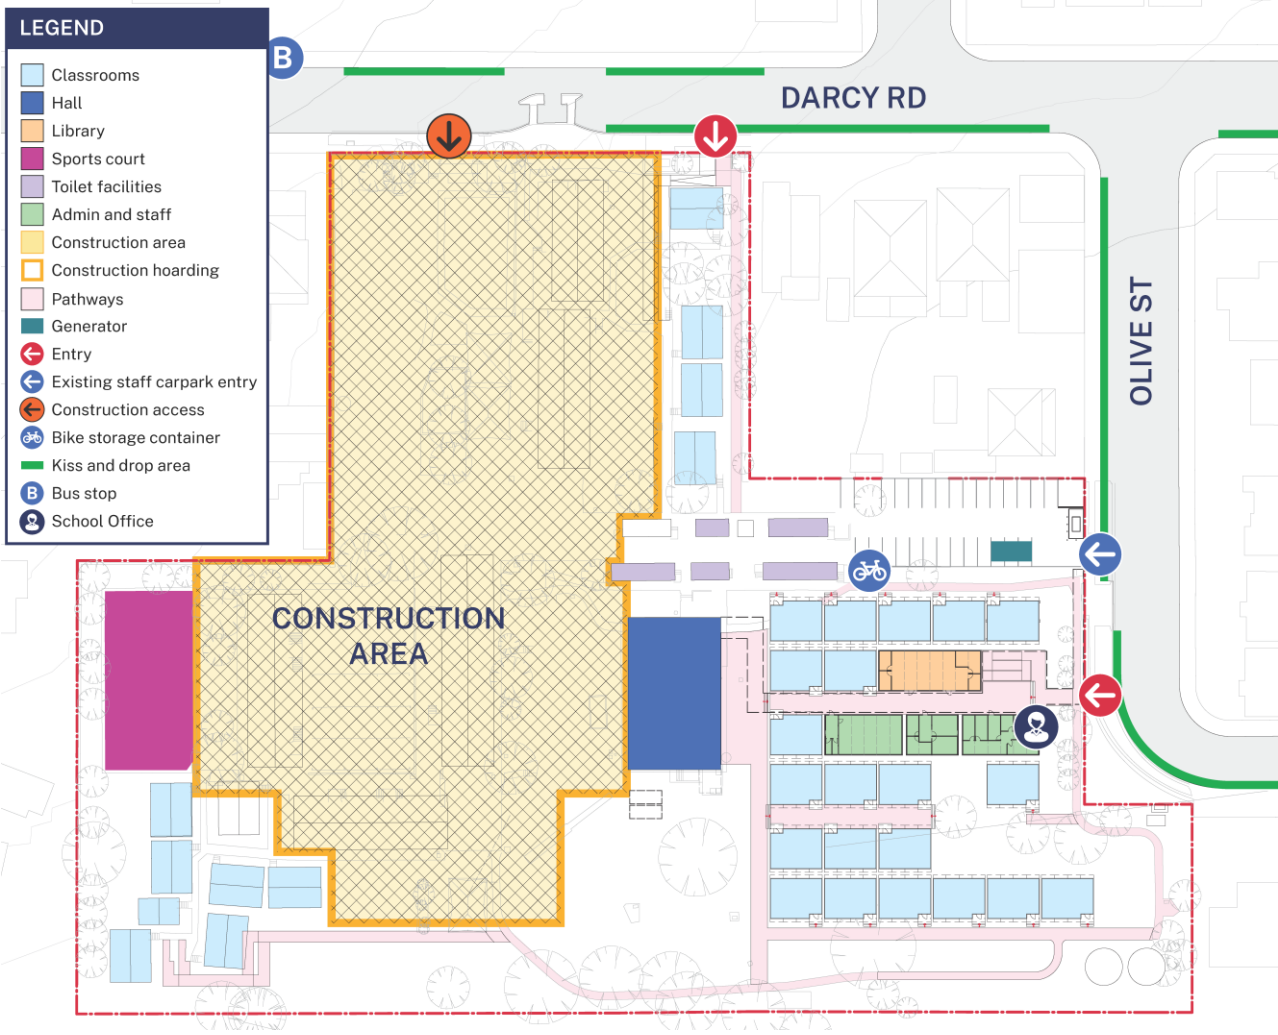 LEGEND
Classrooms
Hall
Library
Sports court
Toilet facilities
Admin and staff
Construction area
Construction hoarding
Pathways
Generator
Entry
Existing staff carpark entry
Construction access
Bike storage container
Kiss and drop area
B Bus stop
School Office
B
DARCY RD
OLIVE ST
CONSTRUCTION
AREA